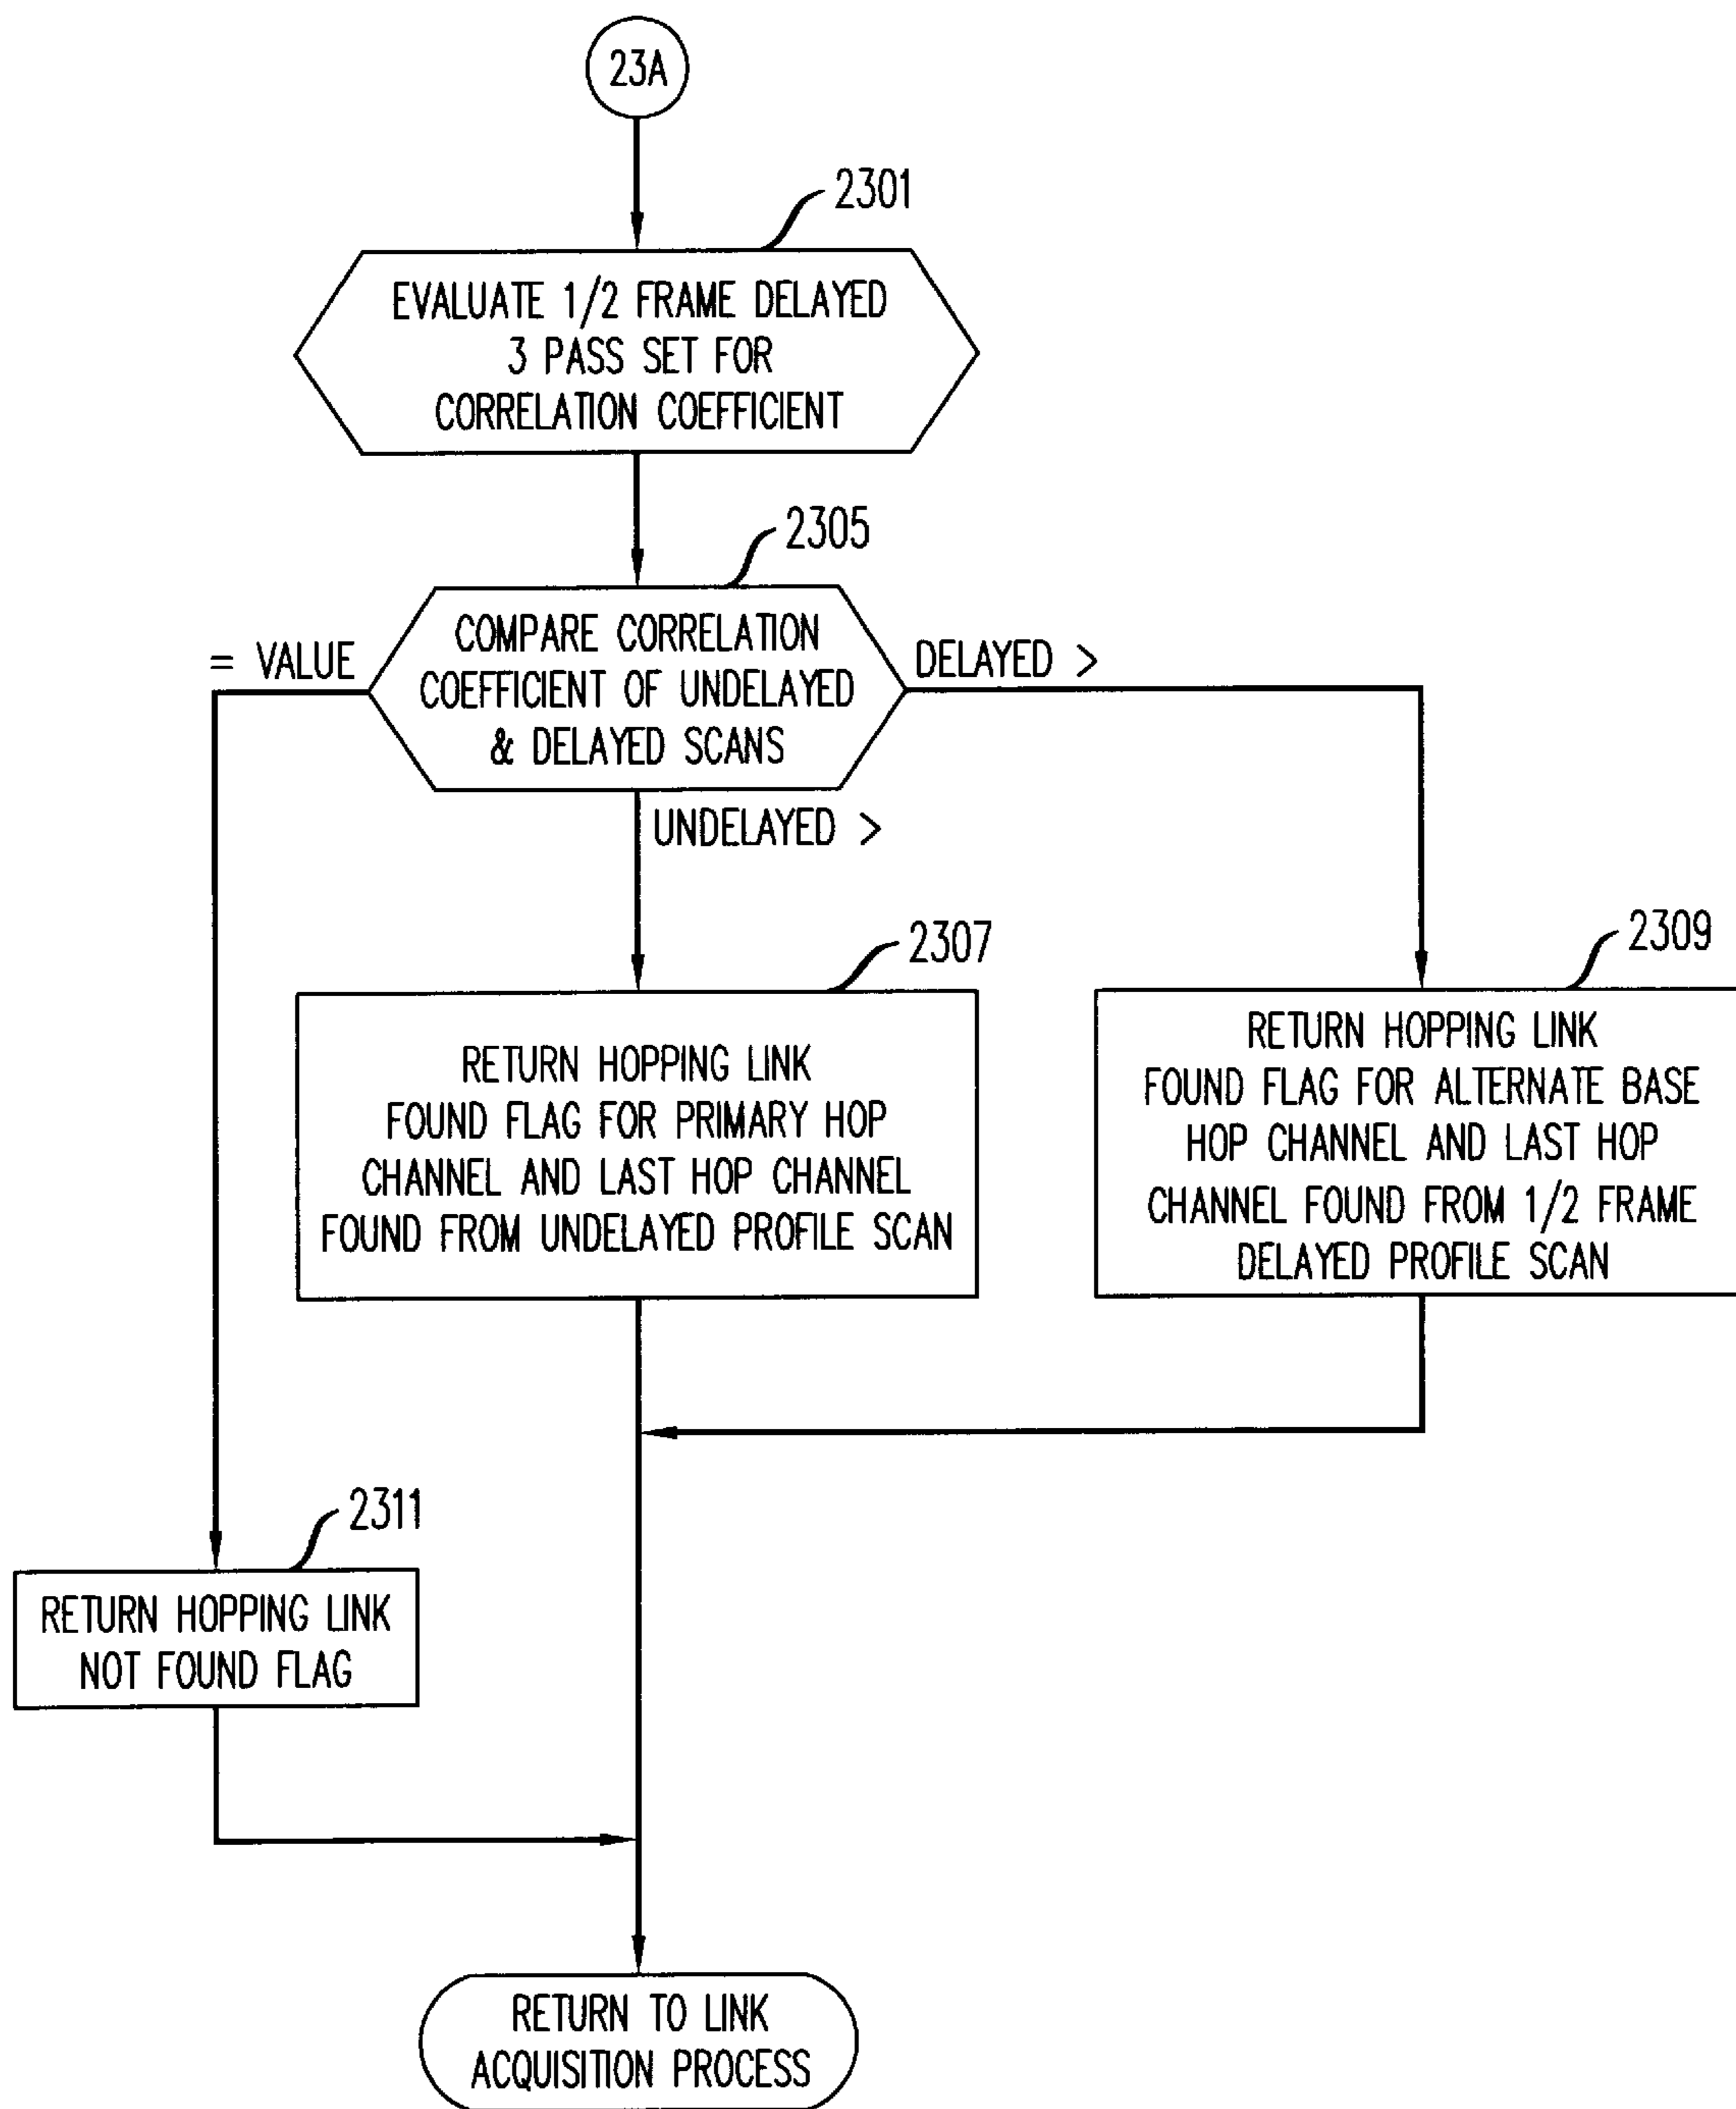 23A
2301
EVALUATE 1/2 FRAME DELAYED
3 PASS SET FOR
CORRELATION COEFFICIENT
2305
COMPARE CORRELATION
COEFFICIENT OF UNDELAYED
& DELAYED SCANS
= VALUE
DELAYED >
UNDELAYED >
2307
RETURN HOPPING LINK
FOUND FLAG FOR PRIMARY HOP
CHANNEL AND LAST HOP CHANNEL
FOUND FROM UNDELAYED PROFILE SCAN
2309
RETURN HOPPING LINK
FOUND FLAG FOR ALTERNATE BASE
HOP CHANNEL AND LAST HOP
CHANNEL FOUND FROM 1/2 FRAME
DELAYED PROFILE SCAN
2311
RETURN HOPPING LINK
NOT FOUND FLAG
RETURN TO LINK
ACQUISITION PROCESS